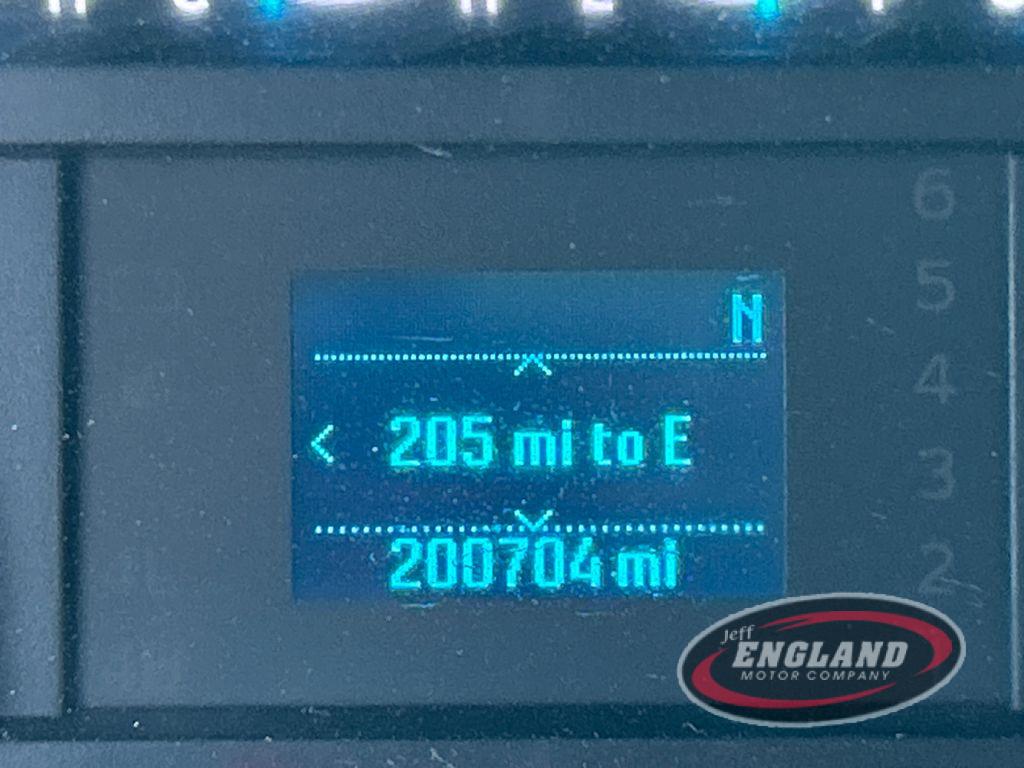 6
5
N
4
< 205 mi to E
3
200704 mi
2
Jeff
ENGLAND
MOTOR COMPANY